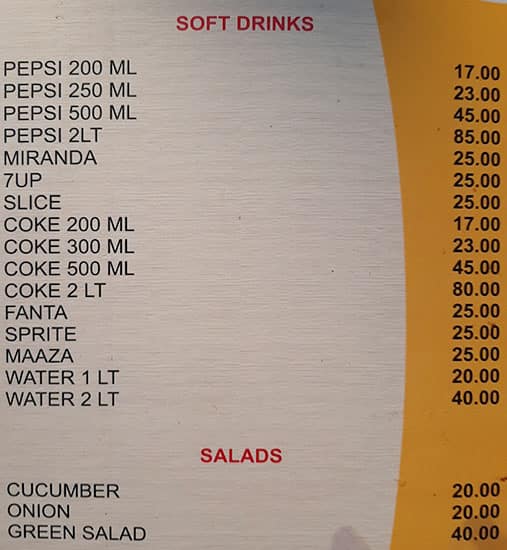 SOFT DRINKS
PEPSI 200 ML 17.00
PEPSI 250 ML 23.00
PEPSI 500 ML 45.00
PEPSI 2LT 85.00
MIRANDA 25.00
7UP 25.00
SLICE 25.00
COKE 200 ML 17.00
COKE 300 ML 23.00
COKE 500 ML 45.00
COKE 2 LT 80.00
FANTA 25.00
SPRITE 25.00
MAAZA 25.00
WATER 1 LT 20.00
WATER 2 LT 40.00
SALADS
CUCUMBER 20.00
ONION 20.00
GREEN SALAD 40.00